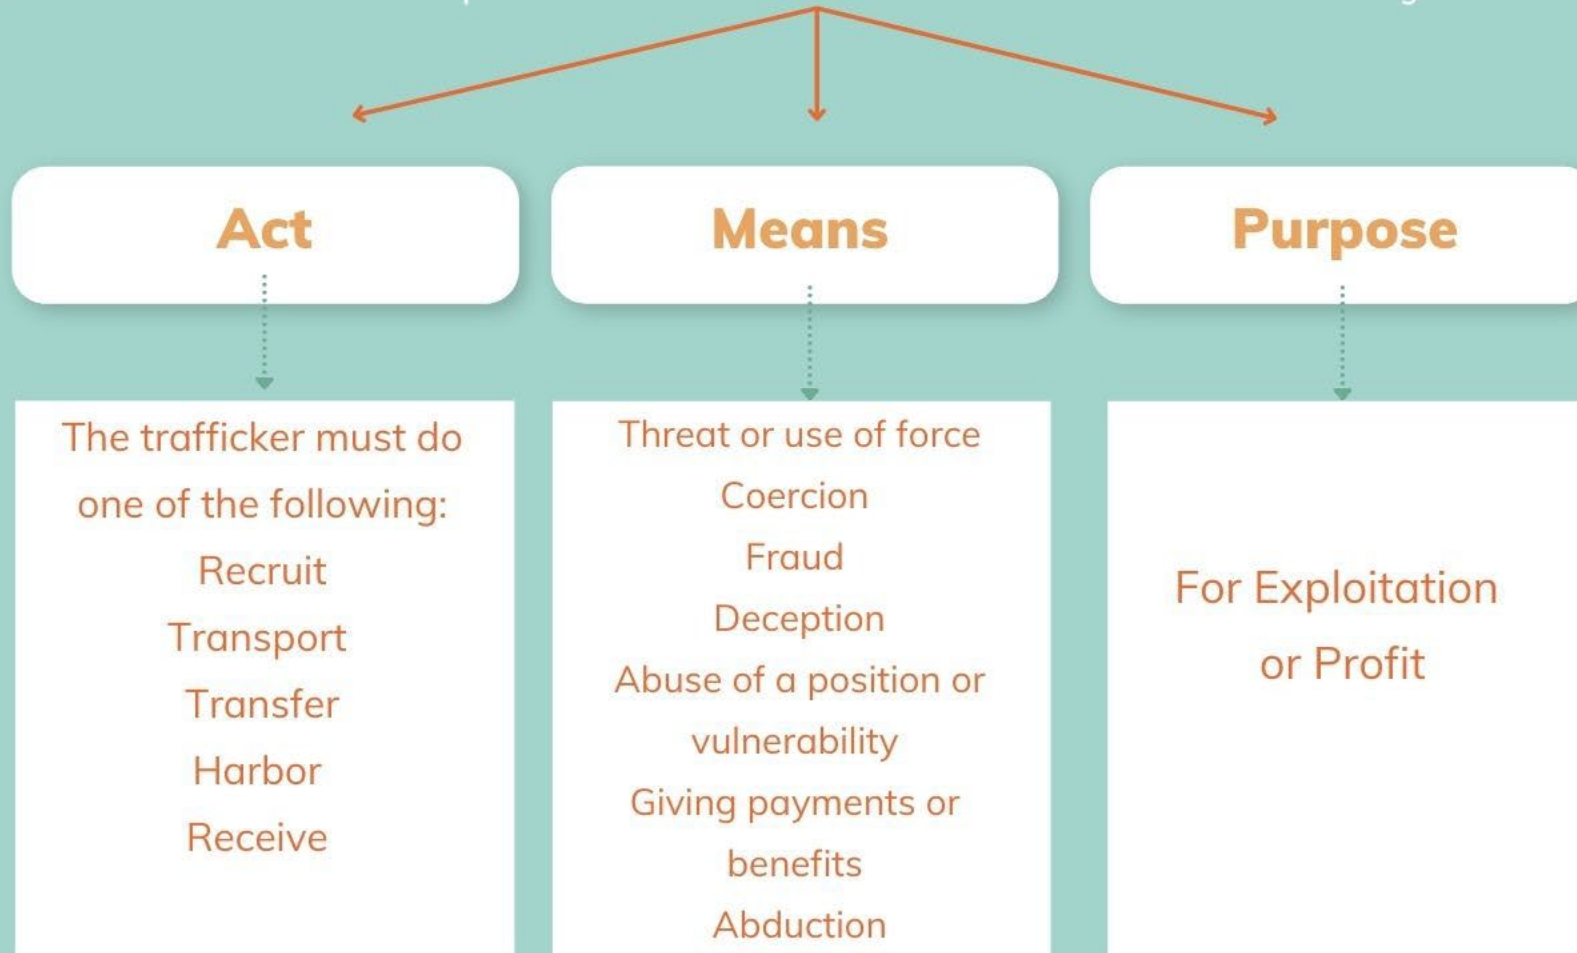 Act
The trafficker must do
one of the following:
Recruit
Transport
Transfer
Harbor
Receive
Means
Threat or use of force
Coercion
Fraud
Deception
Abuse of a position or
vulnerability
Giving payments or
benefits
Abduction
Purpose
For Exploitation
or Profit